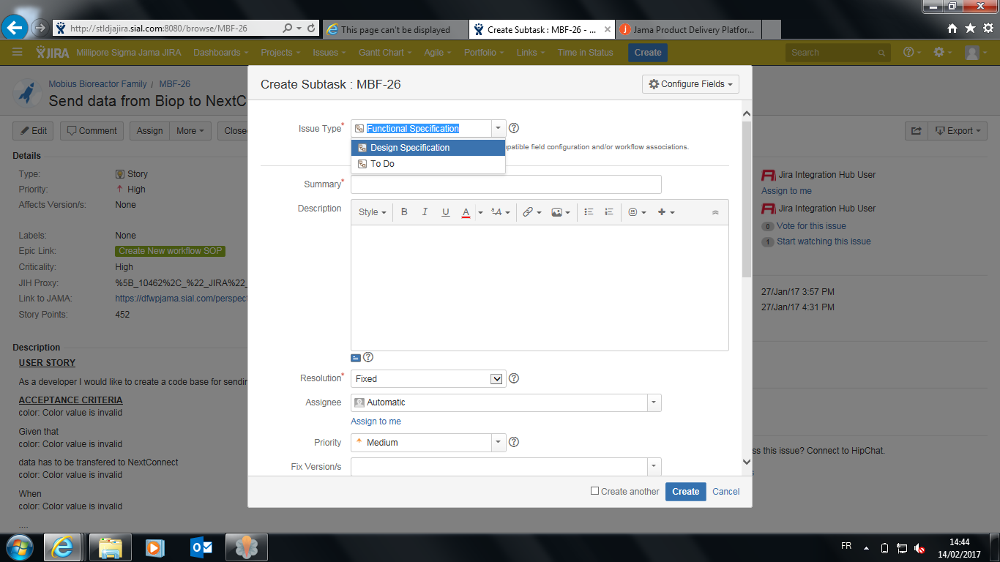 http://stldjajira.sial.com:8080/browse/MBF-26
This page can't be displayed
Create Subtask : MBF-26 - ...
Jama Product Delivery Platfor...
JIRA Millipore Sigma Jama JIRA Dashboards Projects Issues Gantt Chart Agile Portfolio Links Time in Status Create Search
Mobius Bioreactor Family / MBF-26
Send data from Biop to NextC
Edit Comment Assign More Close
Export
Details
Type: Story
Priority: High
Affects Version/s: None
Labels: None
Epic Link: Create New workflow SOP
Criticality: High
JIH Proxy: %5B_10462%2C_%22_JIRA%22_
Link to JAMA: https://dfwpjama.sial.com/perspect
Story Points: 452
Description
USER STORY
As a developer I would like to create a code base for sendin
ACCEPTANCE CRITERIA
color: Color value is invalid
Given that
color: Color value is invalid
data has to be transfered to NextConnect
color: Color value is invalid
When
color: Color value is invalid
....
Create Subtask : MBF-26
Configure Fields
Issue Type* Functional Specification
Design Specification
To Do
patible field configuration and/or workflow associations.
Summary*
Description
Style B I U A
Resolution* Fixed
Assignee Automatic
Assign to me
Priority Medium
Fix Version/s
Create another Create Cancel
Jira Integration Hub User
Assign to me
Jira Integration Hub User
0 Vote for this issue
1 Start watching this issue
27/Jan/17 3:57 PM
27/Jan/17 4:31 PM
ss this issue? Connect to HipChat.
s
FR
14:44
14/02/2017